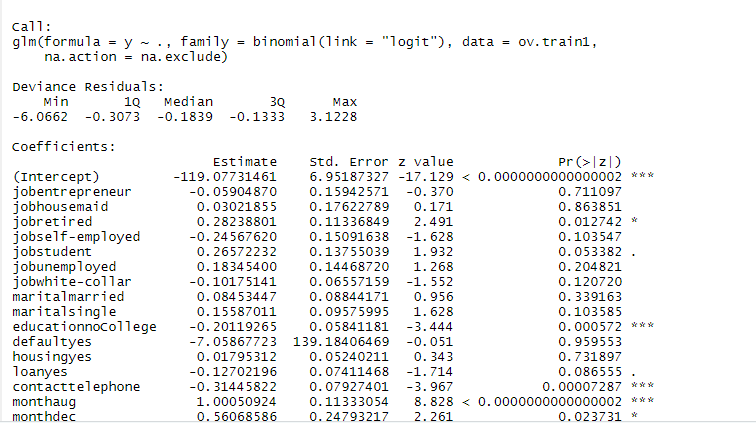 Call:
glm(formula = y ~ ., family = binomial(link = "logit"), data = ov.train1,
    na.action = na.exclude)
Deviance Residuals:
    Min      1Q  Median      3Q     Max
-6.0662 -0.3073 -0.1839 -0.1333  3.1228
Coefficients:
Estimate Std. Error z value Pr(>|z|)
(Intercept) -119.07731461 6.95187327 -17.129 < 0.0000000000000002 ***
jobentrepreneur -0.05904870 0.15942571 -0.370 0.711097
jobhousemaid 0.03021855 0.17622789 0.171 0.863851
jobretired 0.28238801 0.11336849 2.491 0.012742 *
jobself-employed -0.24567620 0.15091638 -1.628 0.103547
jobstudent 0.26572232 0.13755039 1.932 0.053382 .
jobunemployed 0.18345400 0.14468720 1.268 0.204821
jobwhite-collar -0.10175141 0.06557159 -1.552 0.120720
maritalmarried 0.08453447 0.08844171 0.956 0.339163
maritalsingle 0.15587011 0.09575995 1.628 0.103585
educationnoCollege -0.20119265 0.05841181 -3.444 0.000572 ***
defaultyes -7.05867723 139.18406469 -0.051 0.959553
housingyes 0.01795312 0.05240211 0.343 0.731897
loanyes -0.12702196 0.07411468 -1.714 0.086555 .
contacttelephone -0.31445822 0.07927401 -3.967 0.00007287 ***
monthaug 1.00050924 0.11333054 8.828 < 0.0000000000000002 ***
monthdec 0.56068586 0.24793217 2.261 0.023731 *